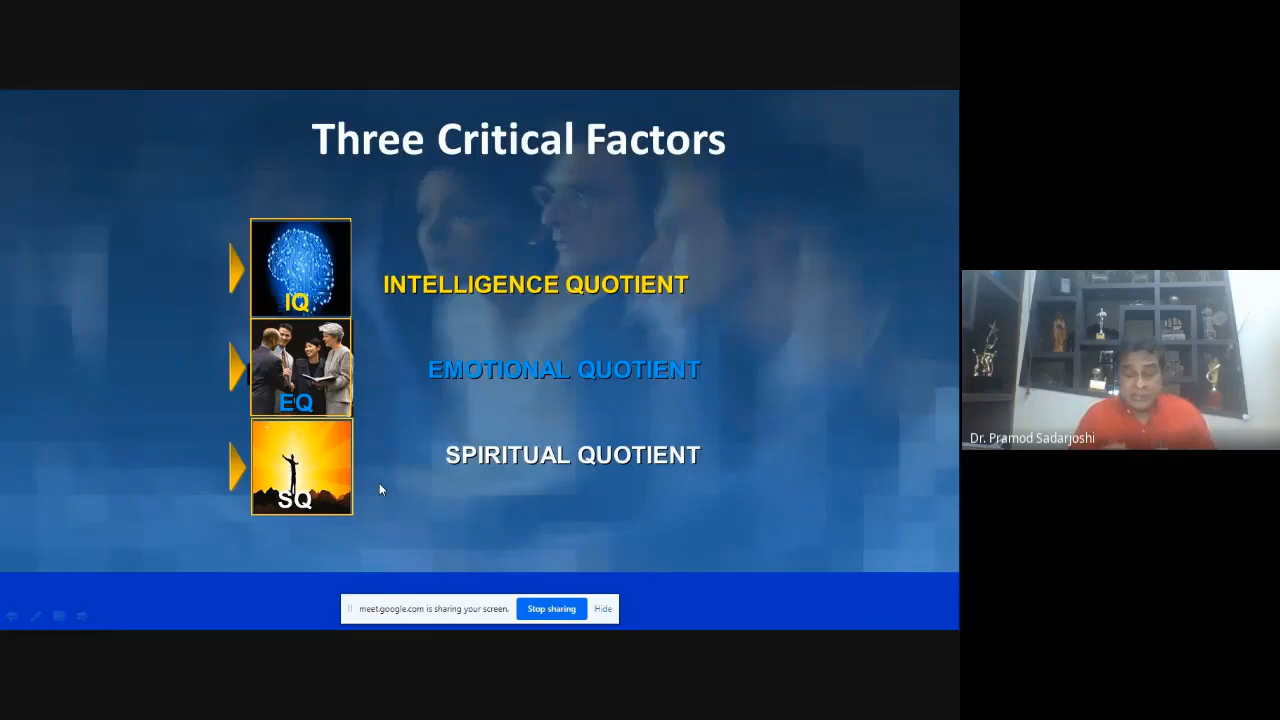 Three Critical Factors
IQ
INTELLIGENCE QUOTIENT
EQ
EMOTIONAL QUOTIENT
SQ
SPIRITUAL QUOTIENT
Dr. Pramod Sadarjoshi
meet.google.com is sharing your screen.
Stop sharing
Hide